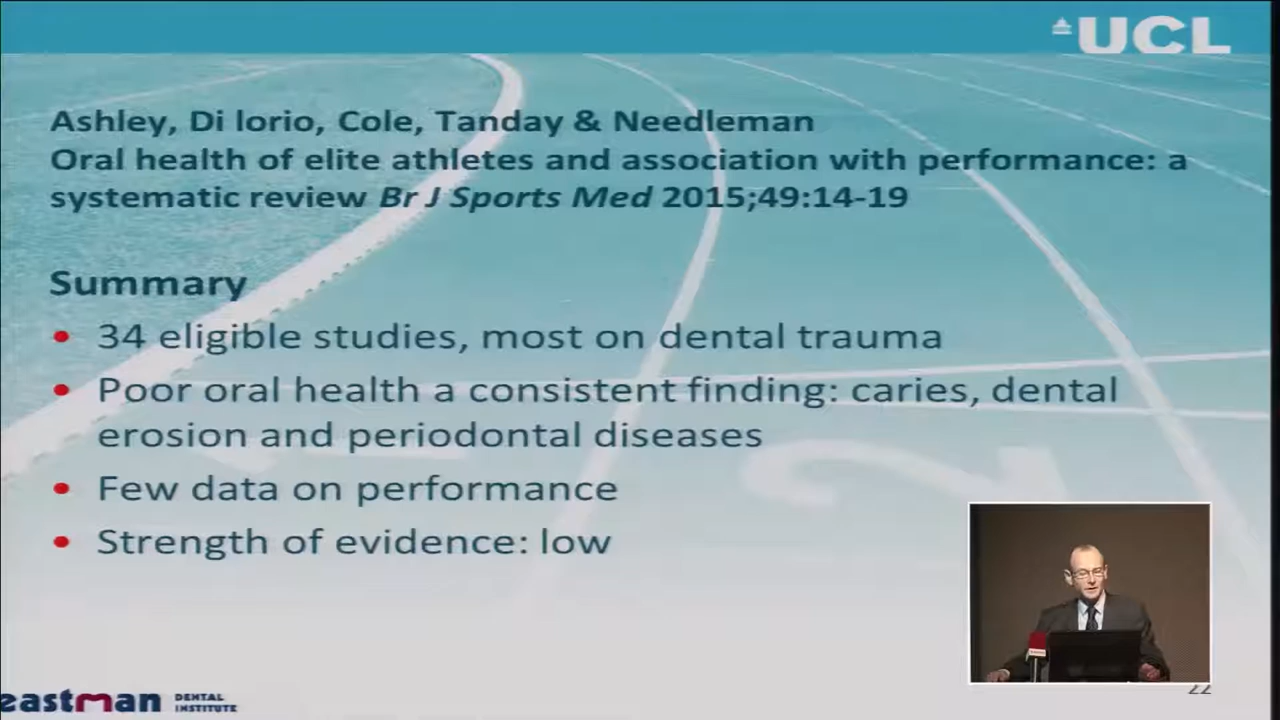 UCL
Ashley, Di lorio, Cole, Tanday & Needleman
Oral health of elite athletes and association with performance: a
systematic review Br J Sports Med 2015;49:14-19
Summary
• 34 eligible studies, most on dental trauma
• Poor oral health a consistent finding: caries, dental
erosion and periodontal diseases
• Few data on performance
• Strength of evidence: low
22
eastman DENTAL
INSTITUTE